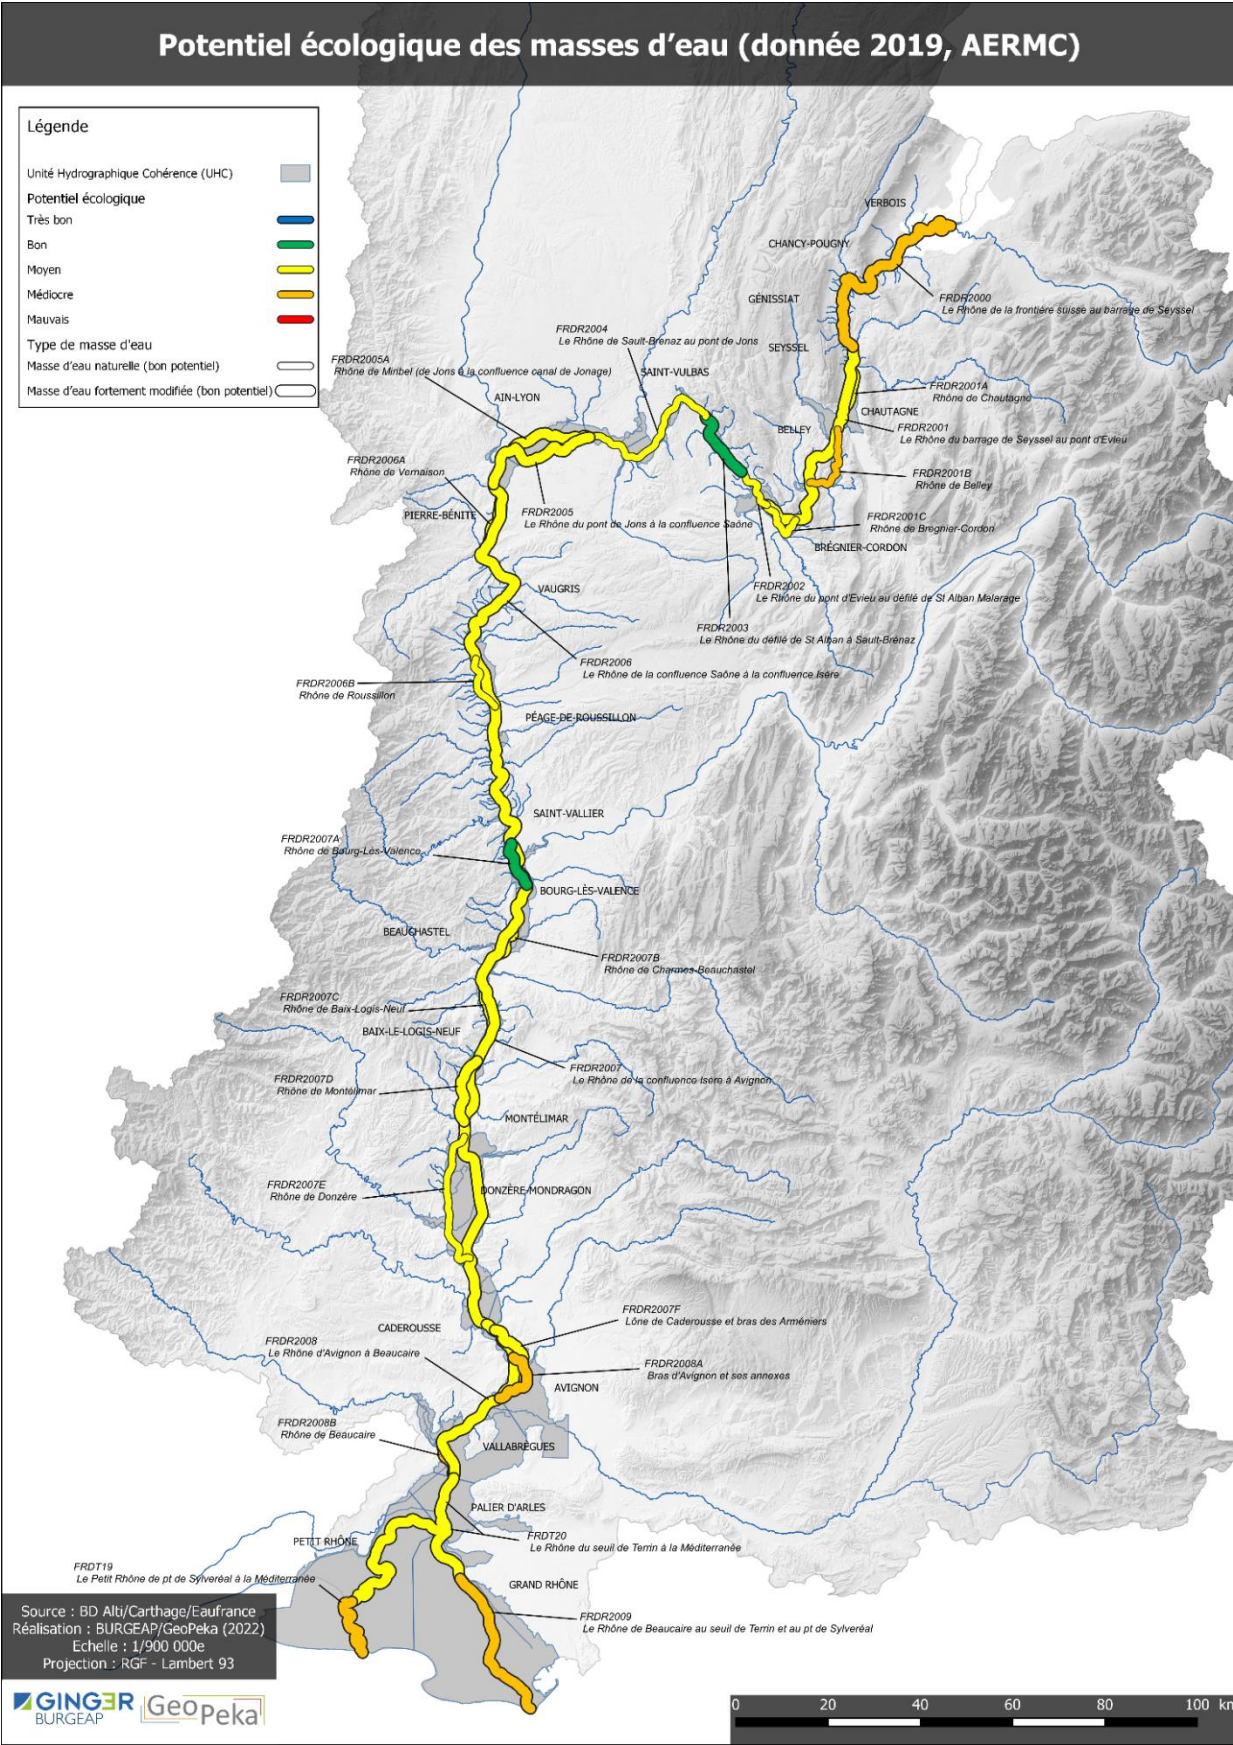 Potentiel écologique des masses d'eau (donnée 2019, AERMC)
Légende
Unité Hydrographique Cohérence (UHC)
Potentiel écologique
Très bon
Bon
Moyen
Médiocre
Mauvais
Type de masse d'eau
Masse d'eau naturelle (bon potentiel)
Masse d'eau fortement modifiée (bon potentiel)
VERBOIS
CHANCY-POUGNY
GÉNISSIAT
FRDR2000
Le Rhône de la frontière suisse au barrage de Seyssel
SEYSSEL
FRDR2004
Le Rhône de Sault-Brenaz au pont de Jons
SAINT-VULBAS
FRDR2005A
Rhône de Miribel (de Jons à la confluence canal de Jonage)
AIN-LYON
FRDR2001A
Rhône de Chautagne
CHAUTAGNE
BELLEY
FRDR2001
Le Rhône du barrage de Seyssel au pont d'Evieu
FRDR2006A
Rhône de Vernaison
FRDR2001B
Rhône de Belley
PIERRE-BÉNITE
FRDR2005
Le Rhône du pont de Jons à la confluence Saône
FRDR2001C
Rhône de Bregnier-Cordon
BRÉGNIER-CORDON
VAUGRIS
FRDR2002
Le Rhône du pont d'Evieu au défilé de St Alban Malarage
FRDR2003
Le Rhône du défilé de St Alban à Sault-Brénaz
FRDR2006
Le Rhône de la confluence Saône à la confluence Isère
FRDR2006B
Rhône de Roussillon
PÉAGE-DE-ROUSSILLON
SAINT-VALLIER
FRDR2007A
Rhône de Bourg-Lès-Valence
BOURG-LÈS-VALENCE
BEAUCHASTEL
FRDR2007B
Rhône de Charmes-Beauchastel
FRDR2007C
Rhône de Baix-Logis-Neuf
BAIX-LE-LOGIS-NEUF
FRDR2007
Le Rhône de la confluence Isère à Avignon
FRDR2007D
Rhône de Montélimar
MONTÉLIMAR
FRDR2007E
Rhône de Donzère
DONZÈRE-MONDRAGON
FRDR2007F
Lône de Caderousse et bras des Arméniers
CADEROUSSE
FRDR2008
Le Rhône d'Avignon à Beaucaire
FRDR2008A
Bras d'Avignon et ses annexes
AVIGNON
FRDR2008B
Rhône de Beaucaire
VALLABRÈGUES
PALIER D'ARLES
PETIT RHÔNE
FRDT20
Le Rhône du seuil de Terrin à la Méditerranée
FRDT19
Le Petit Rhône de pt de Sylveréal à la Méditerranée
GRAND RHÔNE
FRDR2009
Le Rhône de Beaucaire au seuil de Terrin et au pt de Sylveréal
Source : BD Alti/Carthage/Eaufrance
Réalisation : BURGEAP/GeoPeka (2022)
Echelle : 1/900 000e
Projection : RGF - Lambert 93
GINGER
BURGEAP
GeoPeka
0 20 40 60 80 100 km